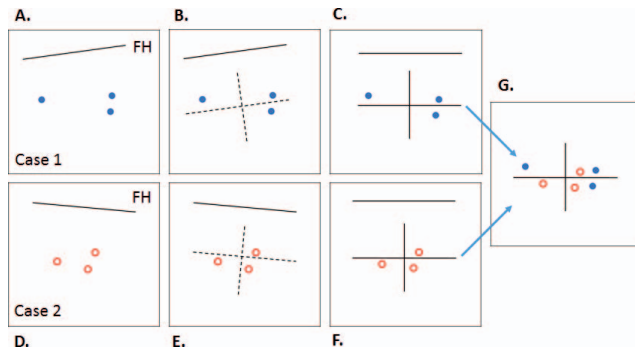 A.
B.
C.
FH
G.
Case 1
FH
Case 2
D.
E.
F.